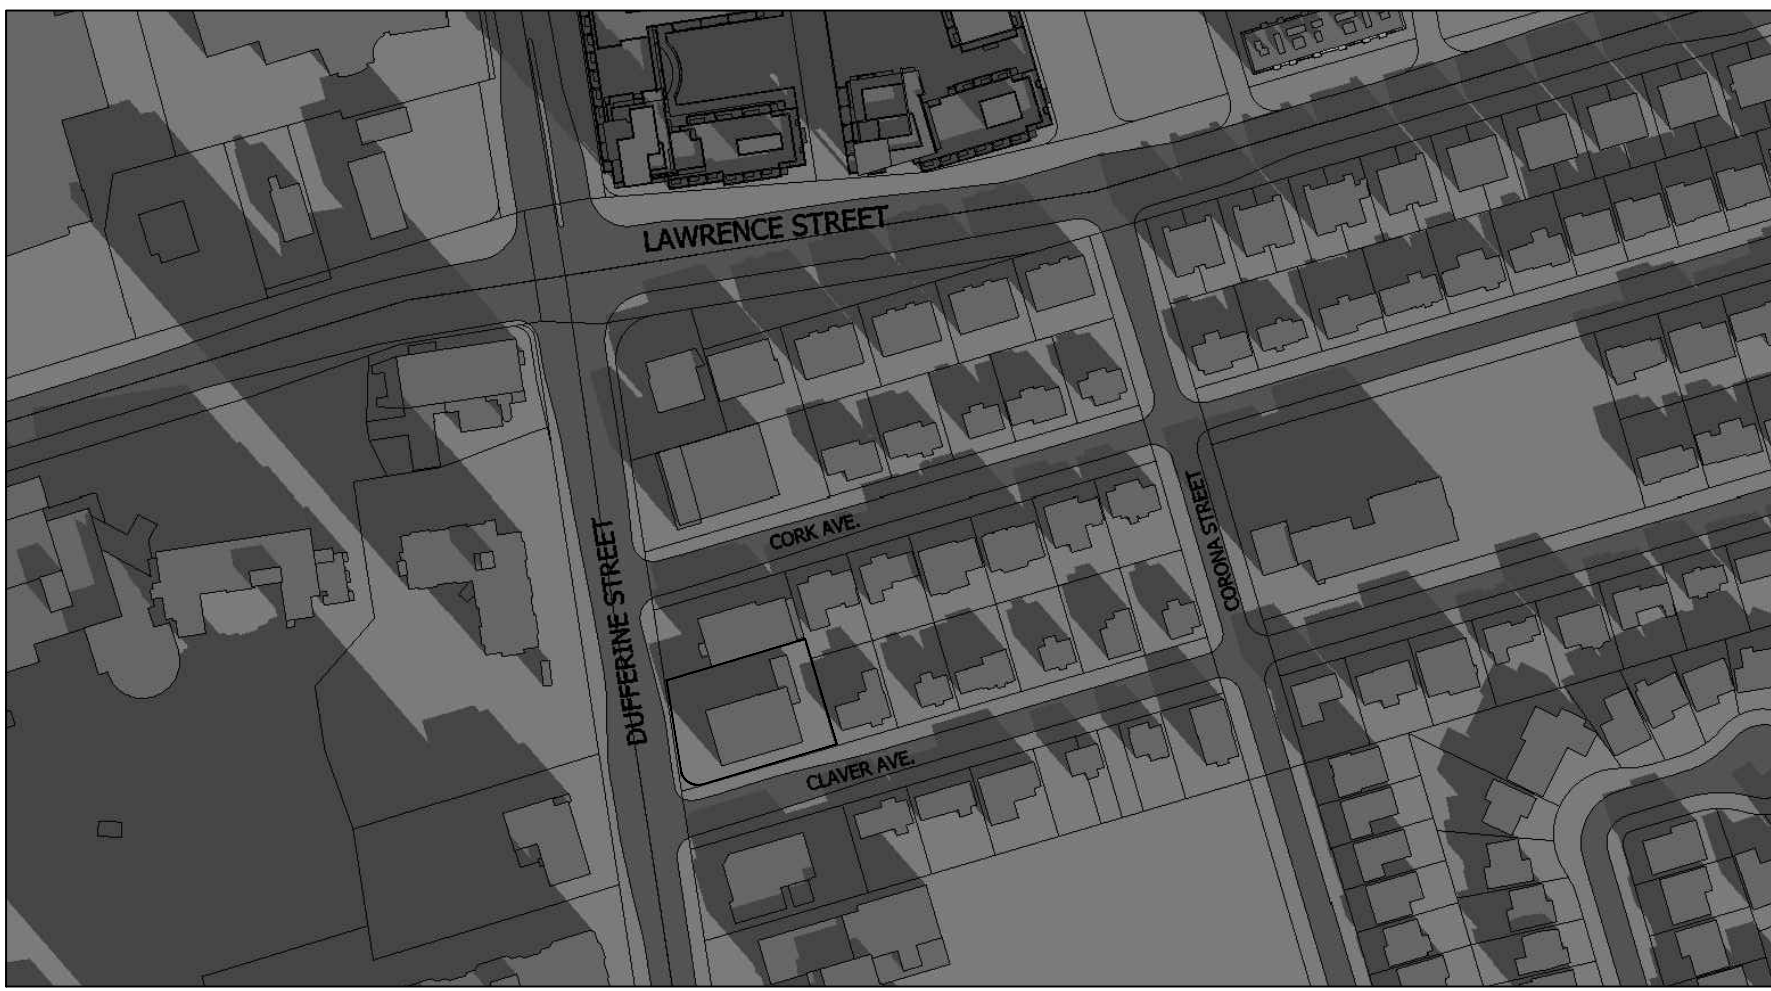 LAWRENCE STREET
CORK AVE.
CORONA STREET
DUFFERINE STREET
CLAVER AVE.